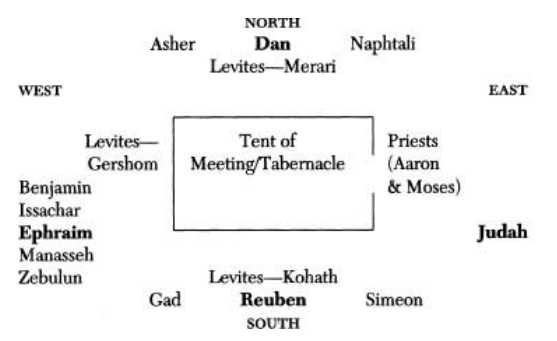 NORTH
Asher Dan Naphtali
Levites—Merari
WEST EAST
Levites— Tent of Priests
Gershom Meeting/Tabernacle (Aaron
Benjamin & Moses)
Issachar
Ephraim Judah
Manasseh
Zebulun Levites—Kohath
Gad Reuben Simeon
SOUTH